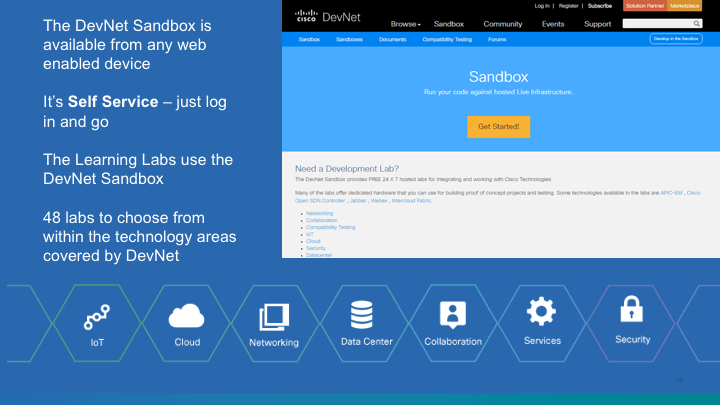 The DevNet Sandbox is
available from any web
enabled device
It's Self Service – just log
in and go
The Learning Labs use the
DevNet Sandbox
48 labs to choose from
within the technology areas
covered by DevNet
Log In | Register | Subscribe Solution Partner Marketplace
CISCO DevNet
Browse Sandbox Community Events Support
Sandbox Sandboxes Documents Compatibility Testing Forums Develop in the Sandbox
Sandbox
Run your code against hosted Live Infrastructure.
Get Started!
Need a Development Lab?
The DevNet Sandbox provides FREE 24 X 7 hosted labs for integrating and working with Cisco Technologies.
Many of the labs offer dedicated hardware that you can use for building proof of concept projects and testing. Some technologies available in the labs are APIC-EM , Cisco
Open SDN Controller , Jabber , Webex , Intercloud Fabric.
Networking
Collaboration
Compatibility Testing
IoT
Cloud
Security
Datacenter
IoT Cloud Networking Data Center Collaboration Services Security